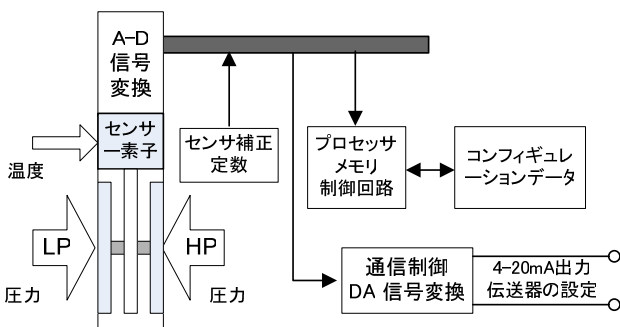 A-D
信号
変換
センサ
ー素子
温度
LP
HP
圧力
圧力
センサ補正
定数
プロセッサ
メモリ
制御回路
コンフィギュレ
ーションデータ
通信制御
DA 信号変換
4-20mA出力
伝送器の設定